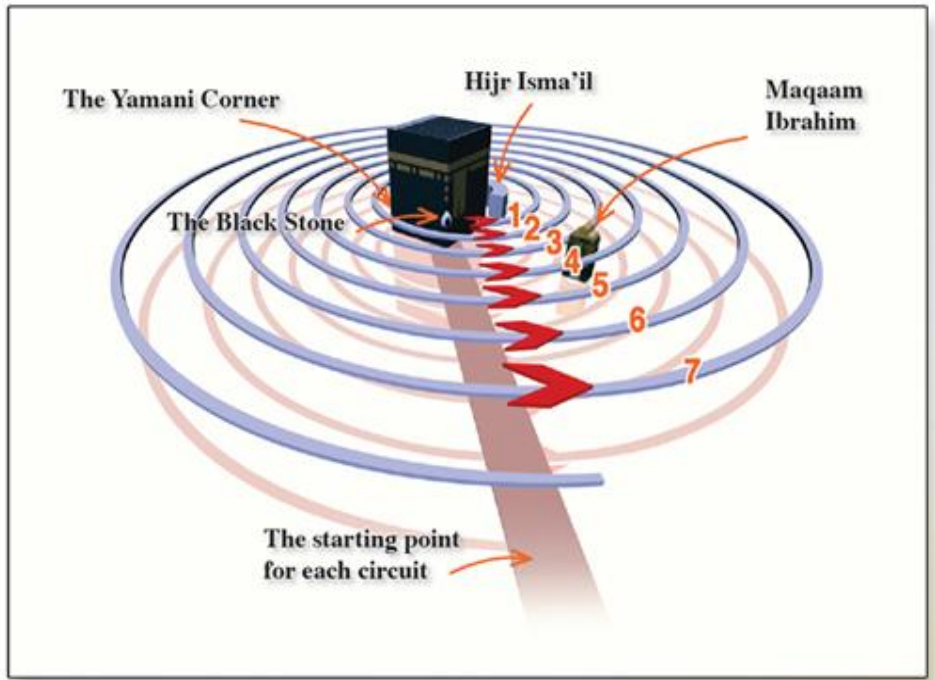 Hijr Isma'il
The Yamani Corner
Maqaam
Ibrahim
The Black Stone
1
2
3
4
5
6
7
The starting point
for each circuit